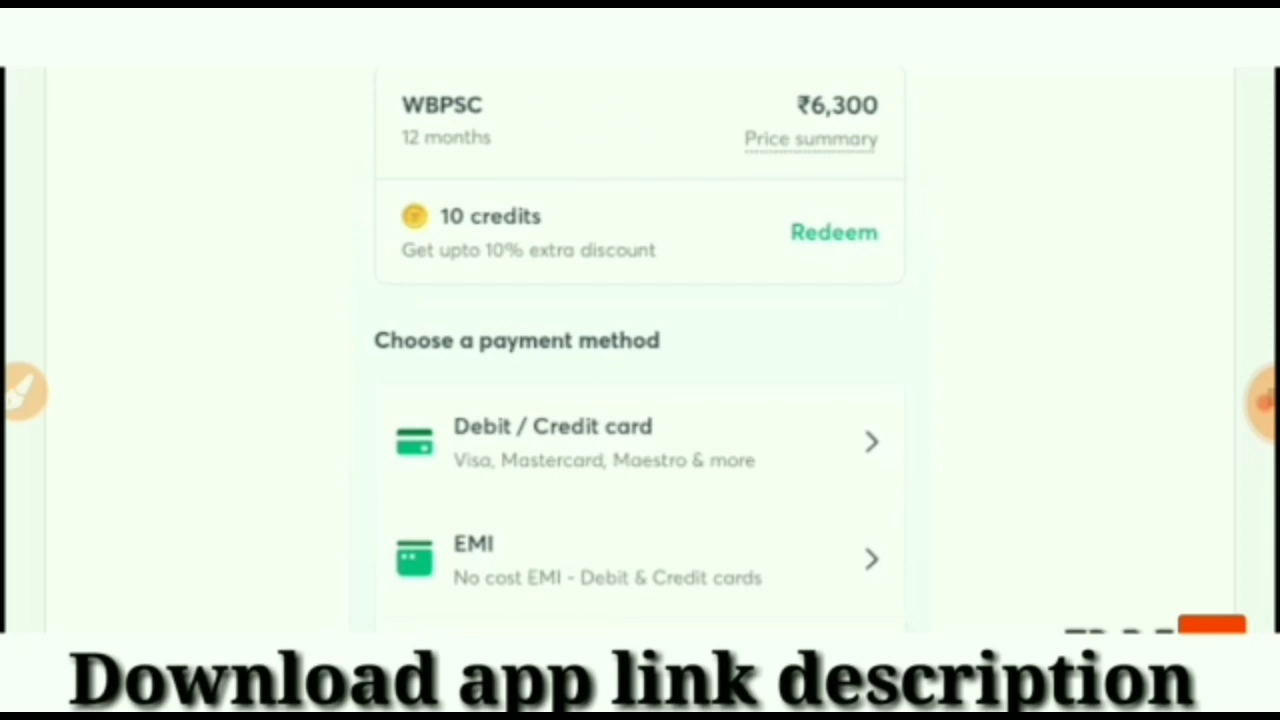 WBPSC
₹6,300
12 months
Price summary
10 credits
Get upto 10% extra discount
Redeem
Choose a payment method
Debit / Credit card
Visa, Mastercard, Maestro & more
EMI
No cost EMI - Debit & Credit cards
Download app link description